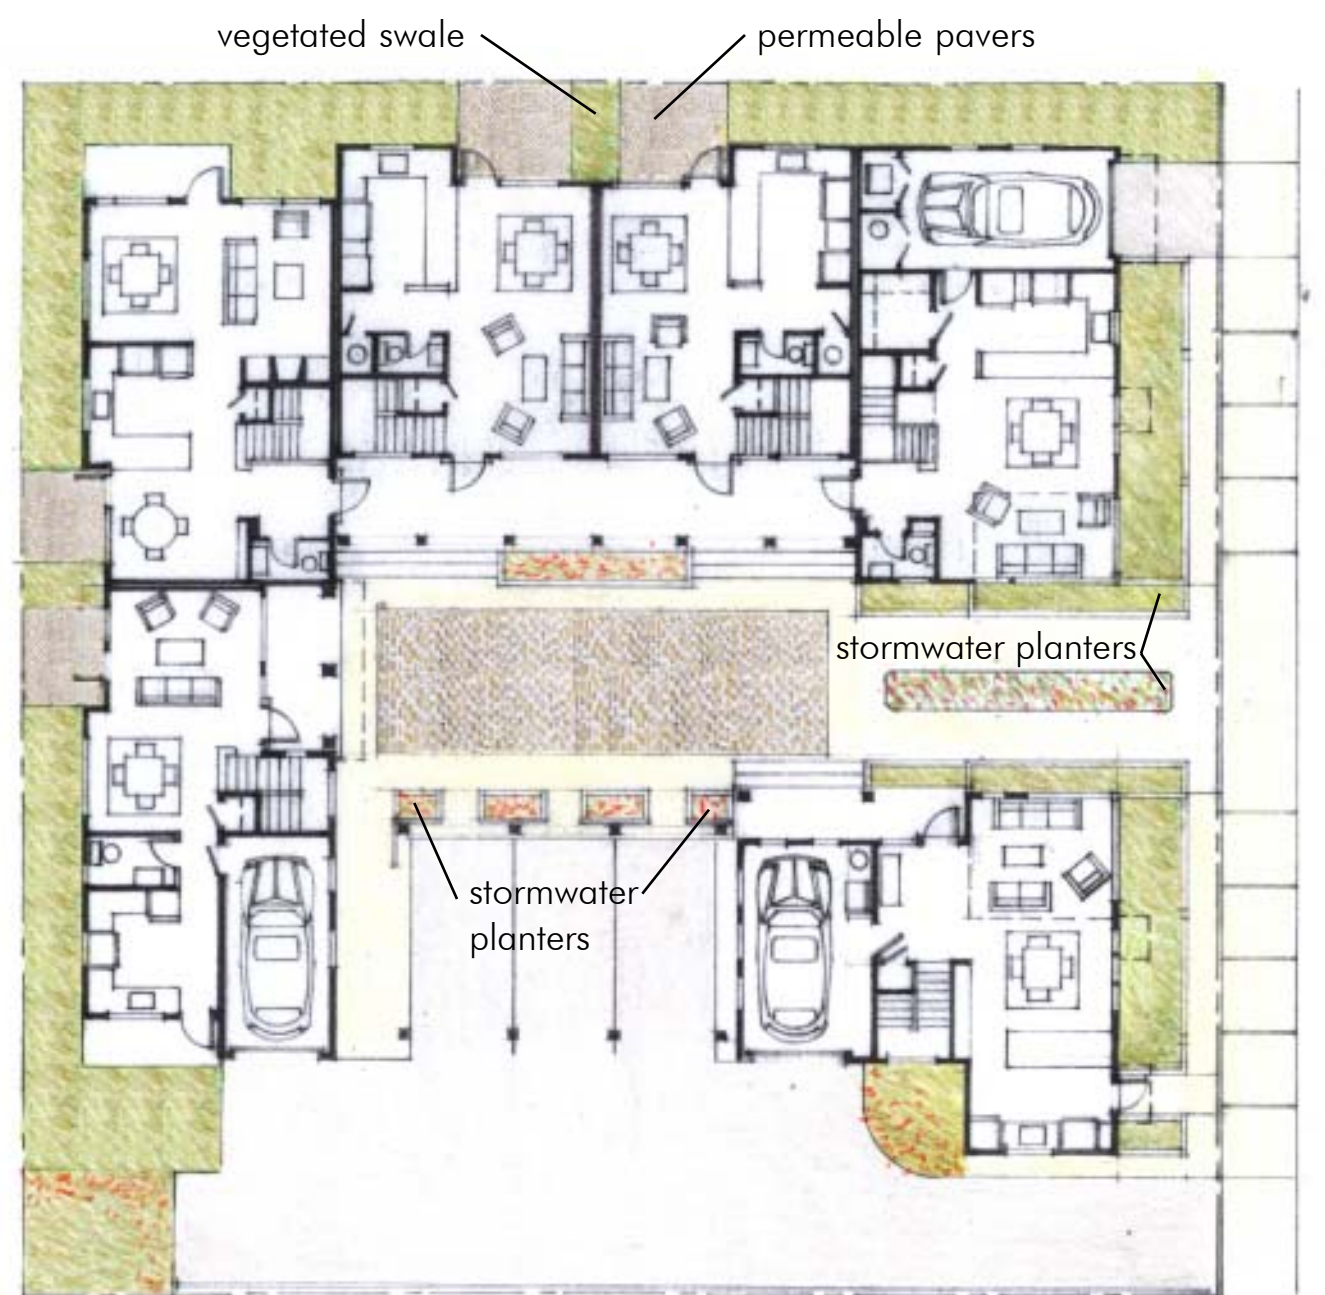 vegetated swale
permeable pavers
stormwater planters
stormwater
planters